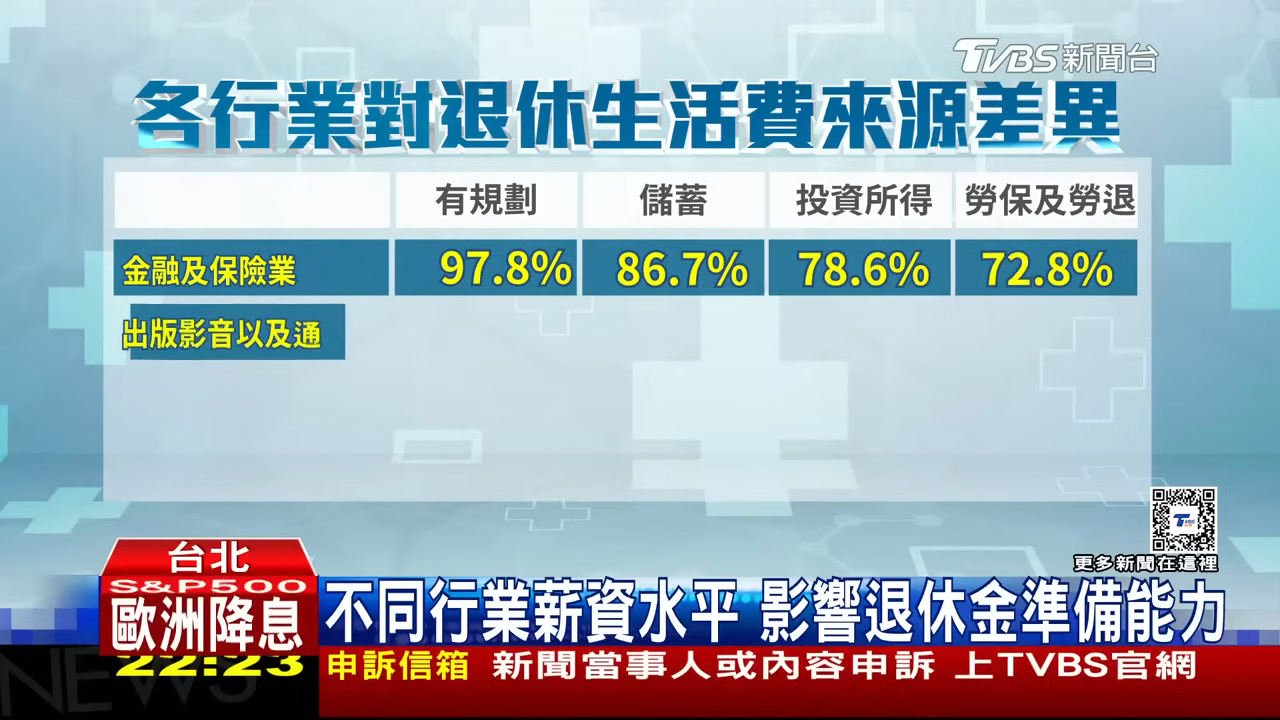 TVBS新聞台
各行業對退休生活費來源差異
有規劃 儲蓄 投資所得 勞保及勞退
金融及保險業 97.8% 86.7% 78.6% 72.8%
出版影音以及通
更多新聞在這裡
台北
S&P500
歐洲降息
不同行業薪資水平 影響退休金準備能力
22:23
申訴信箱 新聞當事人或內容申訴 上TVBS官網
NEWS